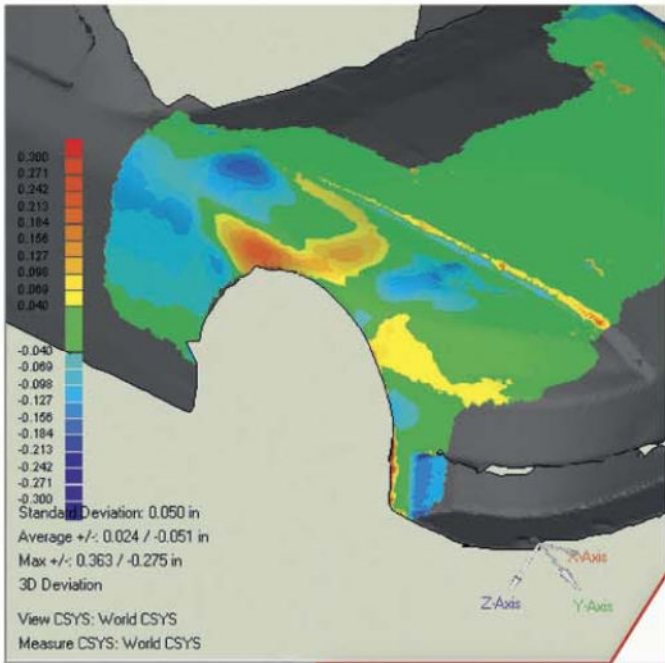 0.300
0.271
0.242
0.213
0.184
0.156
0.127
0.098
0.069
0.040
-0.040
-0.069
-0.098
-0.127
-0.156
-0.184
-0.213
-0.242
-0.271
-0.300
Standard Deviation: 0.050 in
Average +/-: 0.024 / -0.051 in
Max +/-: 0.363 / -0.275 in
3D Deviation
View CSYS: World CSYS
Measure CSYS: World CSYS
X-Axis
Z-Axis
Y-Axis